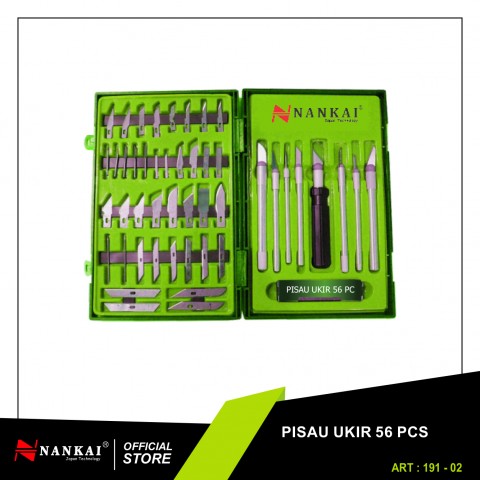 NANKAI®
Japan Technology
PISAU UKIR 56 PC
NANKAI®
Japan Technology
OFFICIAL
STORE
PISAU UKIR 56 PCS
ART : 191 - 02